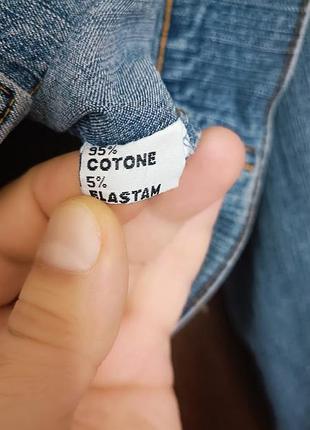 95%
COTONE
5%
ELASTAM